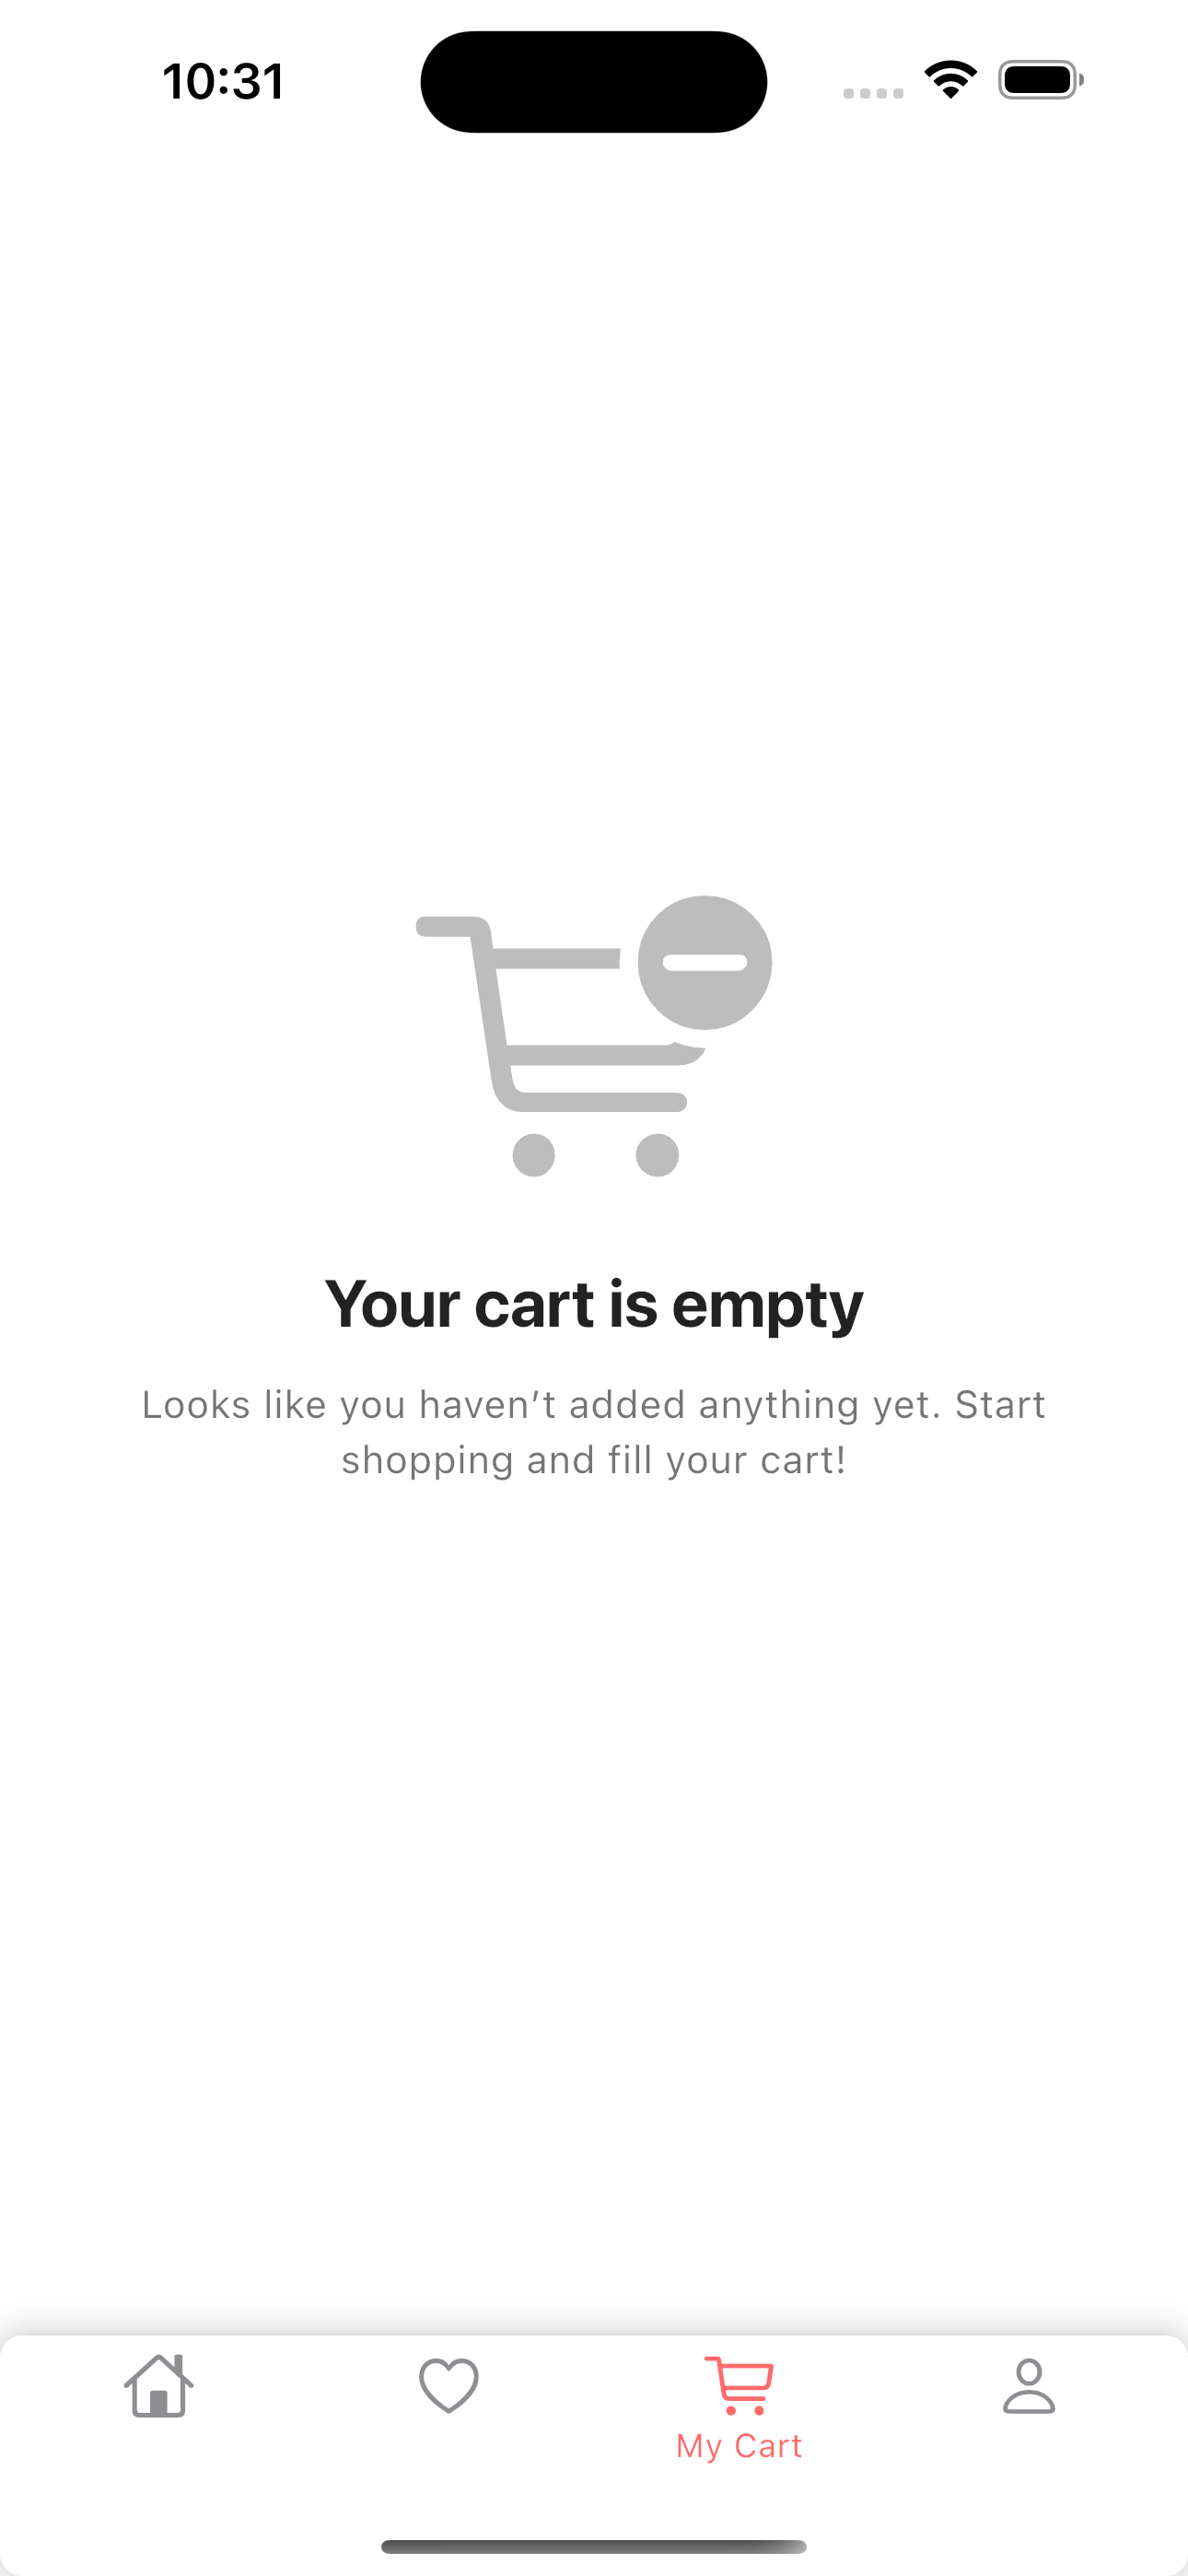 10:31
Your cart is empty
Looks like you haven’t added anything yet. Start
shopping and fill your cart!
My Cart